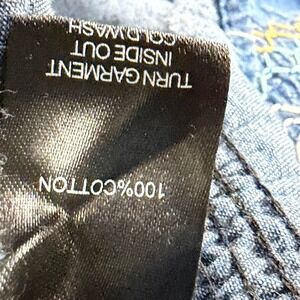 100% COTTON
TURN GARMENT
INSIDE OUT
COLD WASH